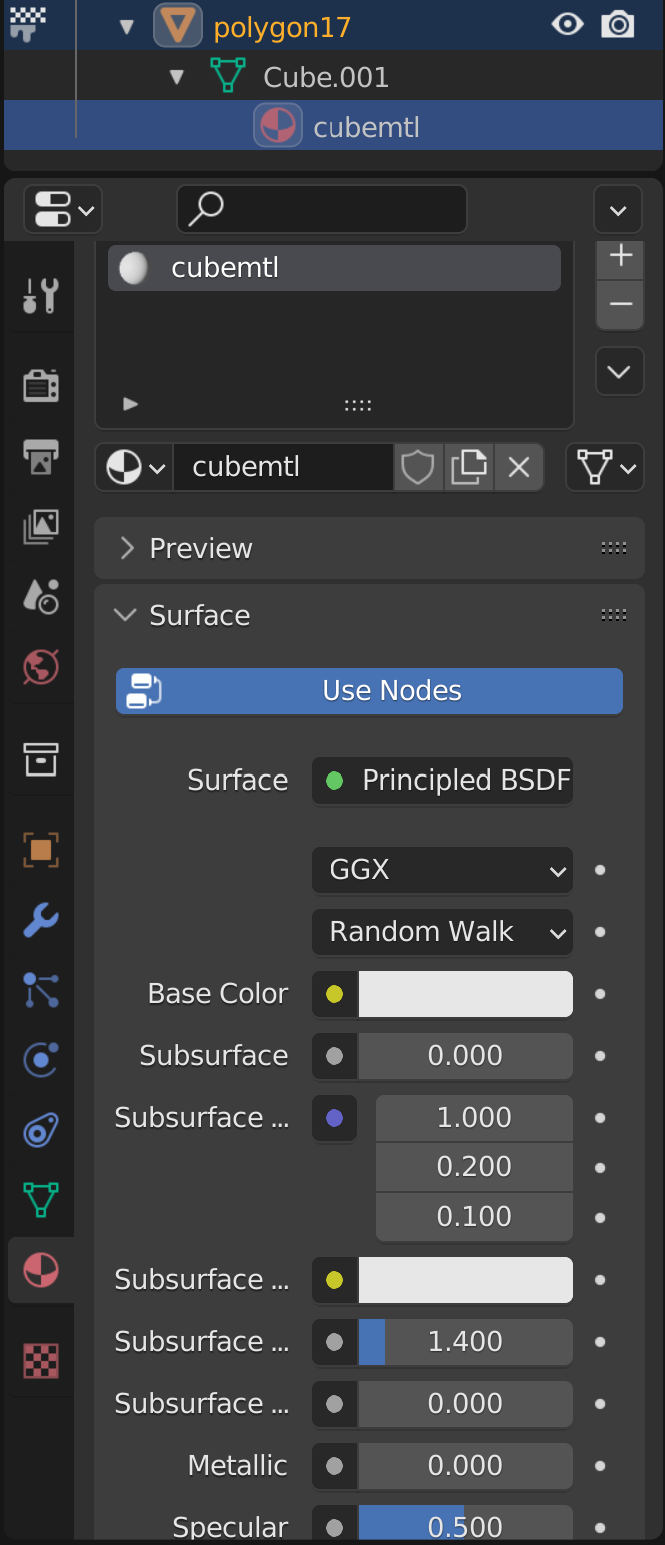 polygon17
Cube.001
cubemtl
cubemtl
cubemtl
Preview
Surface
Use Nodes
Surface Principled BSDF
GGX
Random Walk
Base Color
Subsurface 0.000
Subsurface ... 1.000
0.200
0.100
Subsurface ...
Subsurface ... 1.400
Subsurface ... 0.000
Metallic 0.000
Specular 0.500